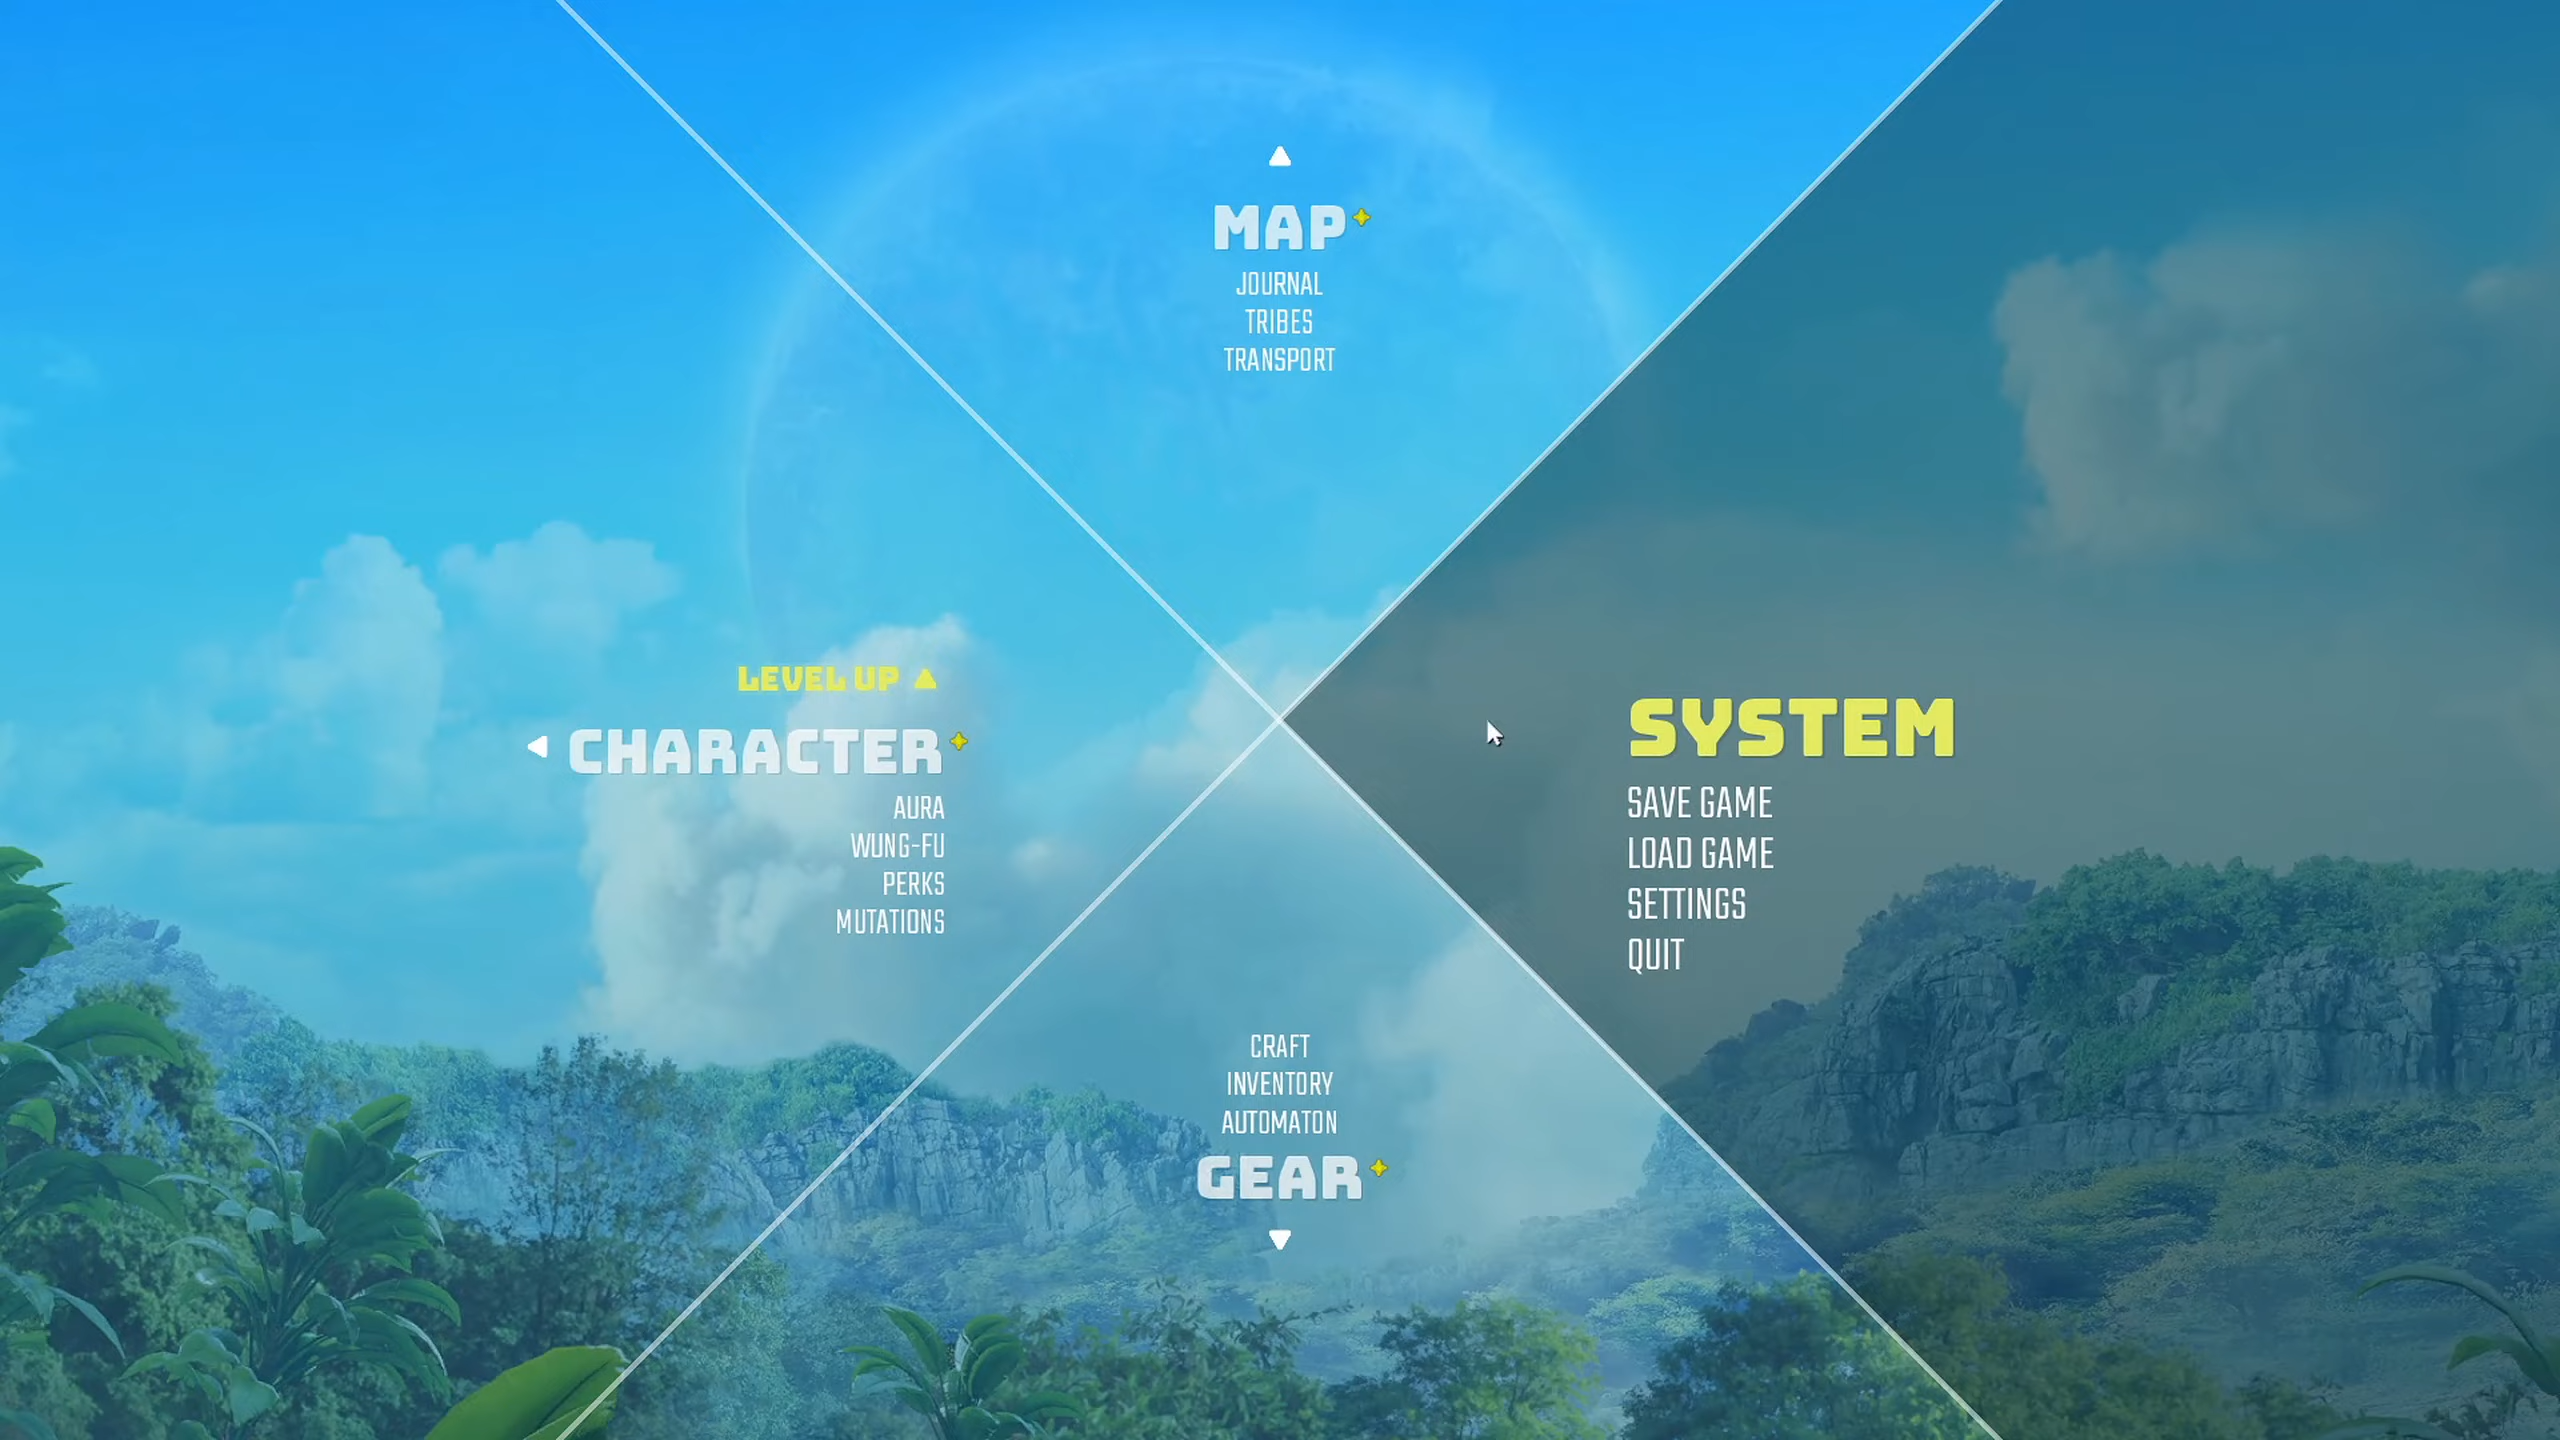 MAP
JOURNAL
TRIBES
TRANSPORT
LEVEL UP
CHARACTER
AURA
WUNG-FU
PERKS
MUTATIONS
SYSTEM
SAVE GAME
LOAD GAME
SETTINGS
QUIT
CRAFT
INVENTORY
AUTOMATON
GEAR